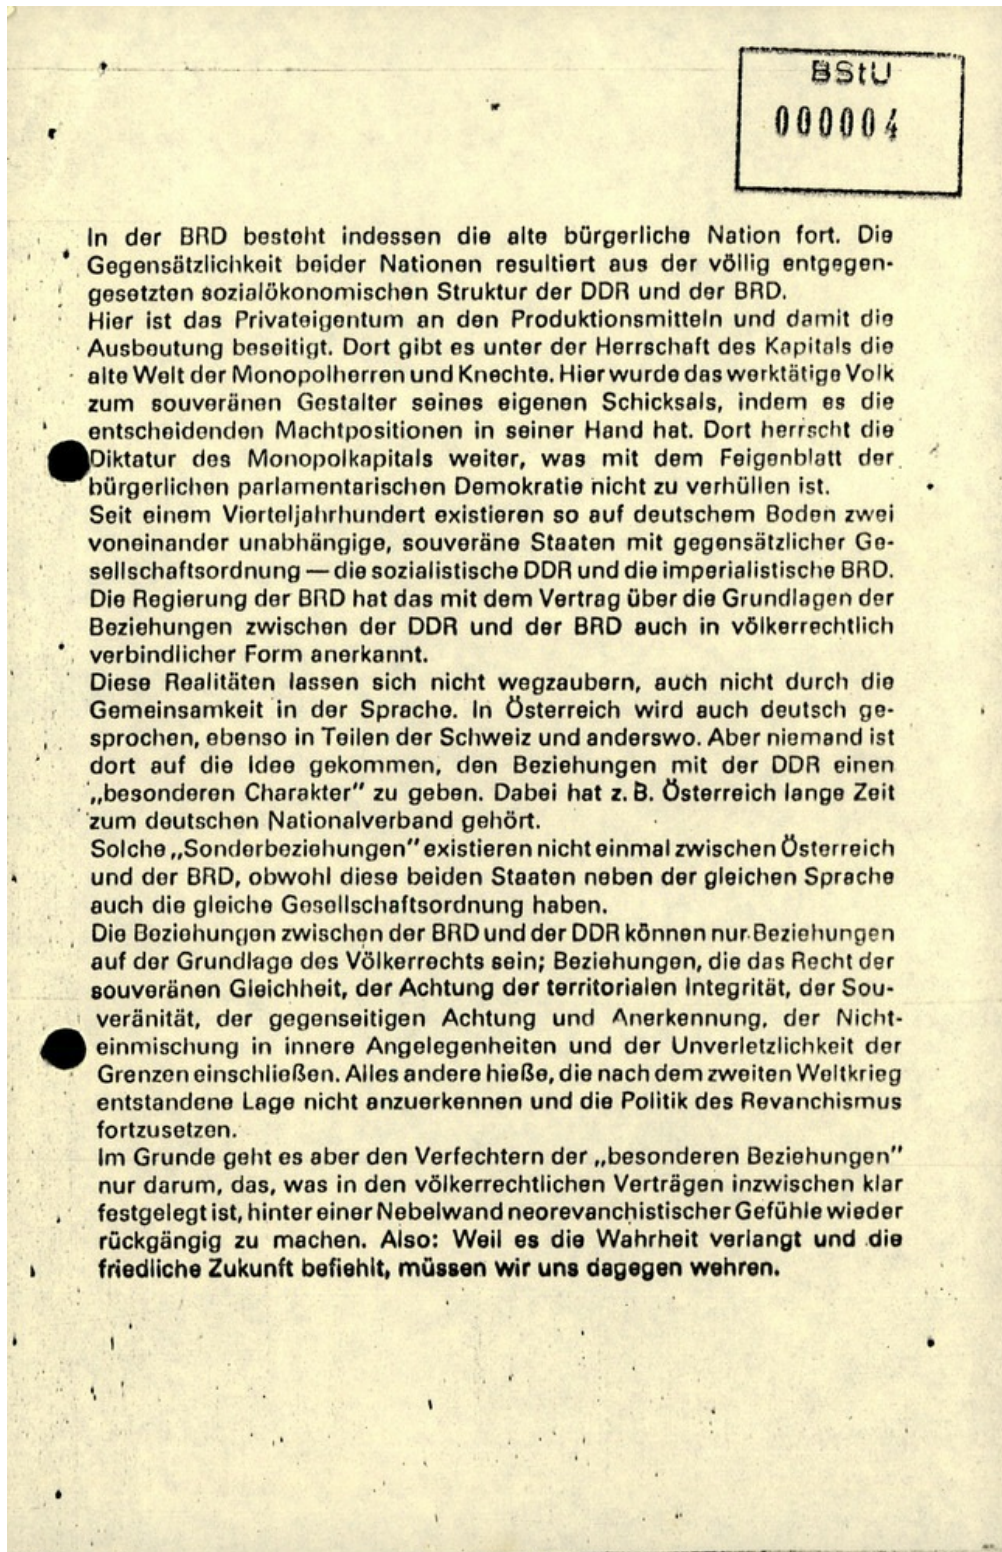 BStU
000004
In der BRD besteht indessen die alte bürgerliche Nation fort. Die
Gegensätzlichkeit beider Nationen resultiert aus der völlig entgegen-
gesetzten sozialökonomischen Struktur der DDR und der BRD.
Hier ist das Privateigentum an den Produktionsmitteln und damit die
Ausbeutung beseitigt. Dort gibt es unter der Herrschaft des Kapitals die
alte Welt der Monopolherren und Knechte. Hier wurde das werktätige Volk
zum souveränen Gestalter seines eigenen Schicksals, indem es die
entscheidenden Machtpositionen in seiner Hand hat. Dort herrscht die
Diktatur des Monopolkapitals weiter, was mit dem Feigenblatt der
bürgerlichen parlamentarischen Demokratie nicht zu verhüllen ist.
Seit einem Vierteljahrhundert existieren so auf deutschem Boden zwei
voneinander unabhängige, souveräne Staaten mit gegensätzlicher Ge-
sellschaftsordnung — die sozialistische DDR und die imperialistische BRD.
Die Regierung der BRD hat das mit dem Vertrag über die Grundlagen der
Beziehungen zwischen der DDR und der BRD auch in völkerrechtlich
verbindlicher Form anerkannt.
Diese Realitäten lassen sich nicht wegzaubern, auch nicht durch die
Gemeinsamkeit in der Sprache. In Österreich wird auch deutsch ge-
sprochen, ebenso in Teilen der Schweiz und anderswo. Aber niemand ist
dort auf die Idee gekommen, den Beziehungen mit der DDR einen
„besonderen Charakter" zu geben. Dabei hat z. B. Österreich lange Zeit
zum deutschen Nationalverband gehört.
Solche „Sonderbeziehungen" existieren nicht einmal zwischen Österreich
und der BRD, obwohl diese beiden Staaten neben der gleichen Sprache
auch die gleiche Gesellschaftsordnung haben.
Die Beziehungen zwischen der BRD und der DDR können nur Beziehungen
auf der Grundlage des Völkerrechts sein; Beziehungen, die das Recht der
souveränen Gleichheit, der Achtung der territorialen Integrität, der Sou-
veränität, der gegenseitigen Achtung und Anerkennung, der Nicht-
einmischung in innere Angelegenheiten und der Unverletzlichkeit der
Grenzen einschließen. Alles andere hieße, die nach dem zweiten Weltkrieg
entstandene Lage nicht anzuerkennen und die Politik des Revanchismus
fortzusetzen.
Im Grunde geht es aber den Verfechtern der „besonderen Beziehungen"
nur darum, das, was in den völkerrechtlichen Verträgen inzwischen klar
festgelegt ist, hinter einer Nebelwand neorevanchistischer Gefühle wieder
rückgängig zu machen. Also: Weil es die Wahrheit verlangt und die
friedliche Zukunft befiehlt, müssen wir uns dagegen wehren.